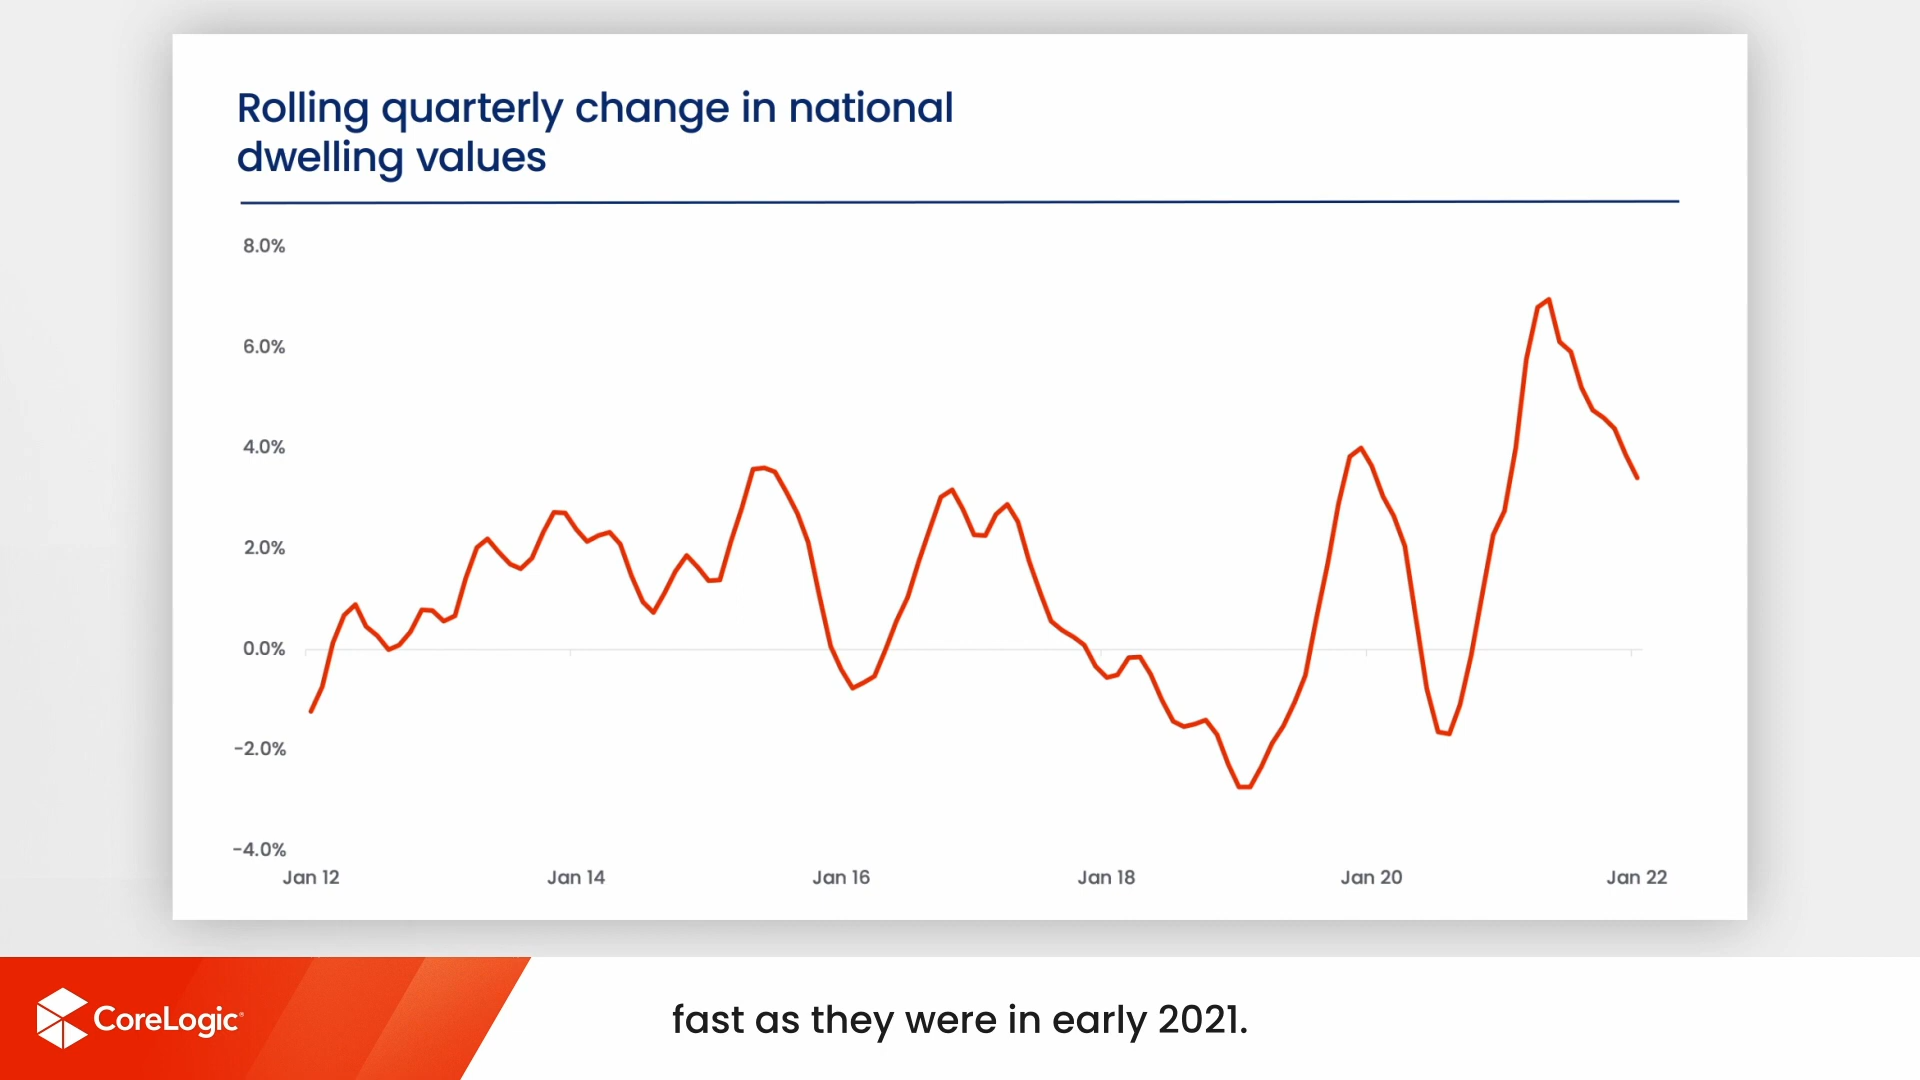 Rolling quarterly change in national
dwelling values
8.0%
6.0%
4.0%
2.0%
0.0%
-2.0%
-4.0%
Jan 12 Jan 14 Jan 16 Jan 18 Jan 20 Jan 22
CoreLogic
fast as they were in early 2021.